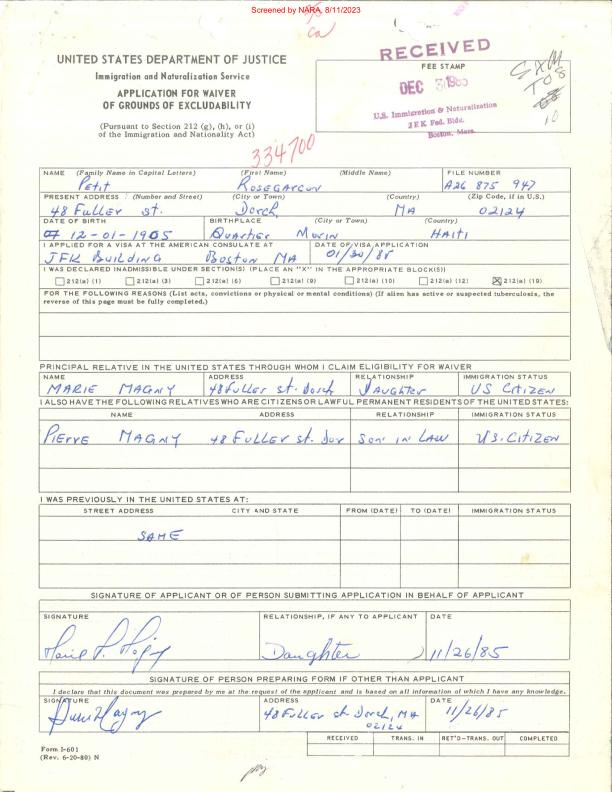 Screened by NARA, 8/11/2023
Ca
UNITED STATES DEPARTMENT OF JUSTICE
Immigration and Naturalization Service
APPLICATION FOR WAIVER
OF GROUNDS OF EXCLUDABILITY
(Pursuant to Section 212 (g), (h), or (i)
of the Immigration and Nationality Act)
RECEIVED
FEE STAMP
DEC 3 1985
U.S. Immigration & Naturalization
J F K Fed. Bldg.
Boston, Mass.
10
334700
NAME (Family Name in Capital Letters) (First Name) (Middle Name) FILE NUMBER
Petit Rosegarcon A26 875 947
PRESENT ADDRESS (Number and Street) (City or Town) (Country) (Zip Code, if in U.S.)
48 Fuller St. Dorch MA 02124
DATE OF BIRTH BIRTHPLACE (City or Town) (Country)
12-01-1905 Quartier Morin HAITI
I APPLIED FOR A VISA AT THE AMERICAN CONSULATE AT DATE OF VISA APPLICATION
JFK Building Boston MA 01/30/85
I WAS DECLARED INADMISSIBLE UNDER SECTION(S) (PLACE AN "X" IN THE APPROPRIATE BLOCK(S))
212(a) (1) 212(a) (3) 212(a) (6) 212(a) (9) 212(a) (10) 212(a) (12) X 212(a) (19)
FOR THE FOLLOWING REASONS (List acts, convictions or physical or mental conditions) (If alien has active or suspected tuberculosis, the
reverse of this page must be fully completed.)
PRINCIPAL RELATIVE IN THE UNITED STATES THROUGH WHOM I CLAIM ELIGIBILITY FOR WAIVER
NAME ADDRESS RELATIONSHIP IMMIGRATION STATUS
MARIE MAGNY 48 Fuller St. Dorch Daughter US CITIZEN
I ALSO HAVE THE FOLLOWING RELATIVES WHO ARE CITIZENS OR LAWFUL PERMANENT RESIDENTS OF THE UNITED STATES:
NAME ADDRESS RELATIONSHIP IMMIGRATION STATUS
PIERRE MAGNY 48 Fuller St. Dor Son in LAW U.S. CITIZEN
I WAS PREVIOUSLY IN THE UNITED STATES AT:
STREET ADDRESS CITY AND STATE FROM (DATE) TO (DATE) IMMIGRATION STATUS
SAME
SIGNATURE OF APPLICANT OR OF PERSON SUBMITTING APPLICATION IN BEHALF OF APPLICANT
SIGNATURE RELATIONSHIP, IF ANY TO APPLICANT DATE
Daughter 11/26/85
SIGNATURE OF PERSON PREPARING FORM IF OTHER THAN APPLICANT
I declare that this document was prepared by me at the request of the applicant and is based on all information of which I have any knowledge.
SIGNATURE ADDRESS DATE
48 Fuller St. Dorch, MA 11/26/85
02124
RECEIVED TRANS. IN RET'D-TRANS. OUT COMPLETED
Form I-601
(Rev. 6-20-80) N